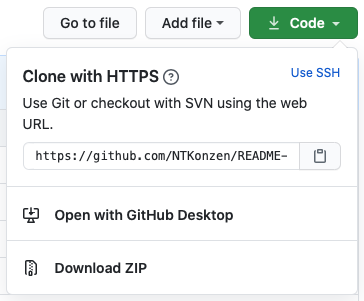 Go to file Add file Code
Clone with HTTPS ? Use SSH
Use Git or checkout with SVN using the web
URL.
https://github.com/NTKonzen/README-
Open with GitHub Desktop
Download ZIP